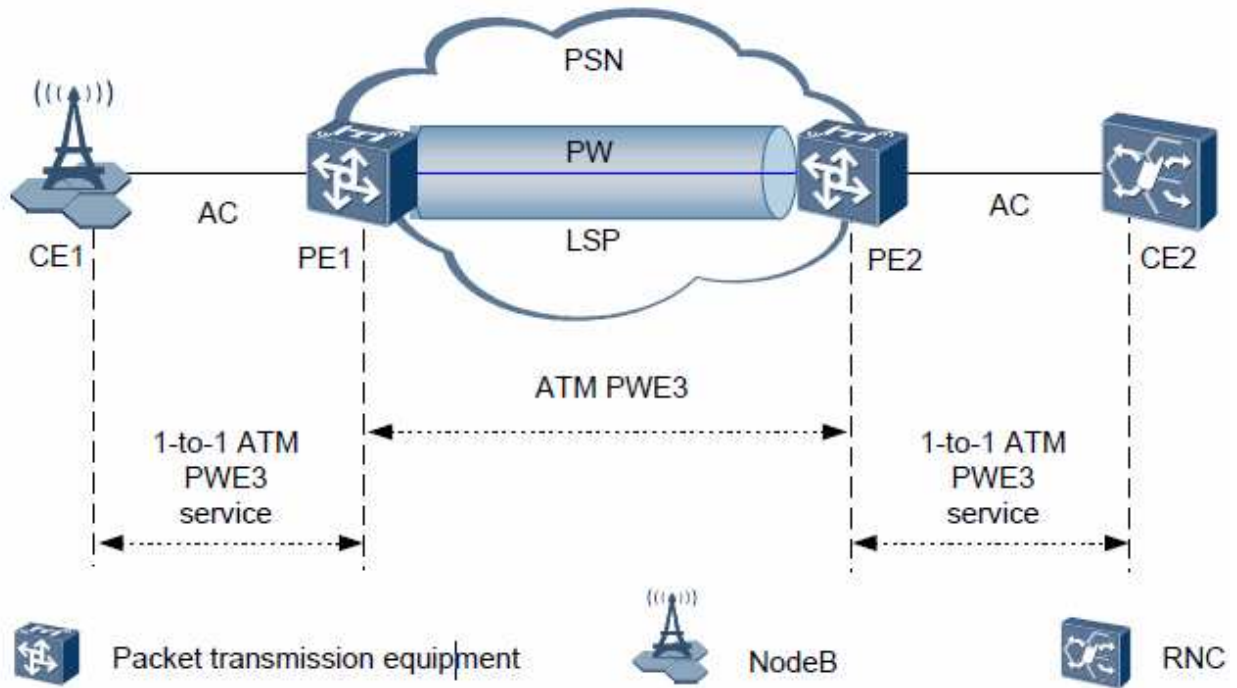 PSN
PW
AC
AC
LSP
CE1
PE1
PE2
CE2
ATM PWE3
1-to-1 ATM
PWE3
service
1-to-1 ATM
PWE3
service
Packet transmission equipment
NodeB
RNC